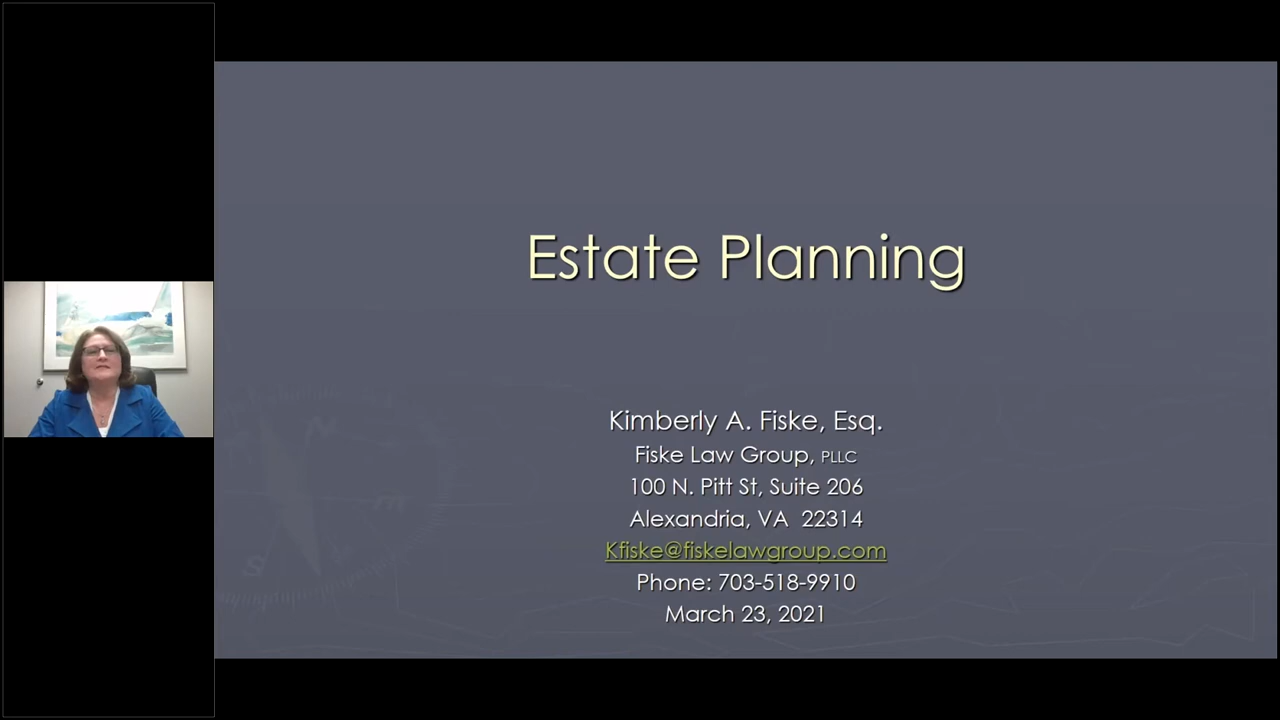 Estate Planning
Kimberly A. Fiske, Esq.
Fiske Law Group, PLLC
100 N. Pitt St, Suite 206
Alexandria, VA 22314
Kfiske@fiskelawgroup.com
Phone: 703-518-9910
March 23, 2021
N
m
S